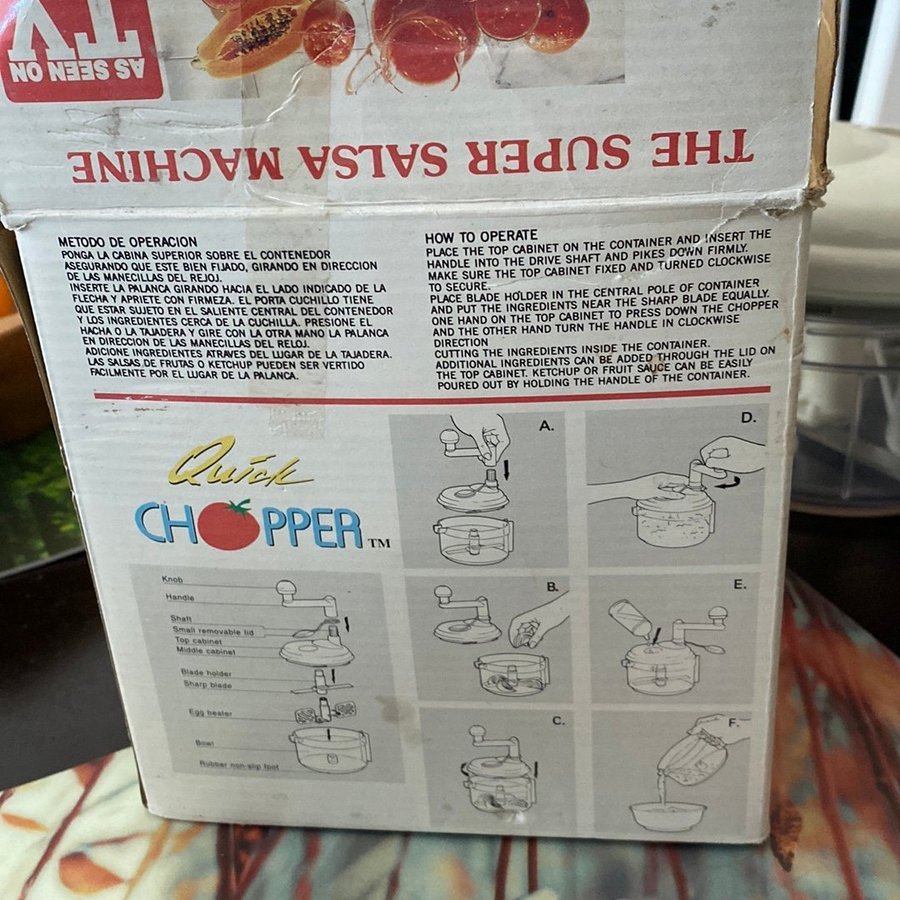 AS SEEN ON
TV
THE SUPER SALSA MACHINE
METODO DE OPERACION
PONGA LA CABINA SUPERIOR SOBRE EL CONTENEDOR
ASEGURANDO QUE ESTE BIEN FIJADO, GIRANDO EN DIRECCION
DE LAS MANECILLAS DEL RELOJ.
INSERTE LA PALANCA GIRANDO HACIA EL LADO INDICADO DE LA
FLECHA Y APRIETE CON FIRMEZA. EL PORTA CUCHILLO TIENE
QUE ESTAR SUJETO EN EL SALIENTE CENTRAL DEL CONTENEDOR
Y LOS INGREDIENTES CERCA DE LA CUCHILLA. PRESIONE EL
HACHO O LA TAJADERA Y GIRE CON LA OTRA MANO LA PALANCA
EN DIRECCION DE LAS MANECILLAS DEL RELOJ.
ADICIONE INGREDIENTES ATRAVES DEL LUGAR DE LA TAJADERA.
LAS SALSAS DE FRUTAS O KETCHUP PUEDEN SER VERTIDO
FACILMENTE POR EL LUGAR DE LA PALANCA.
HOW TO OPERATE
PLACE THE TOP CABINET ON THE CONTAINER AND INSERT THE
HANDLE INTO THE DRIVE SHAFT AND PIKES DOWN FIRMLY.
MAKE SURE THE TOP CABINET FIXED AND TURNED CLOCKWISE
TO SECURE.
PLACE BLADE HOLDER IN THE CENTRAL POLE OF CONTAINER
AND PUT THE INGREDIENTS NEAR THE SHARP BLADE EQUALLY.
ONE HAND ON THE TOP CABINET TO PRESS DOWN THE CHOPPER
AND THE OTHER HAND TURN THE HANDLE IN CLOCKWISE
DIRECTION
CUTTING THE INGREDIENTS INSIDE THE CONTAINER.
ADDITIONAL INGREDIENTS CAN BE ADDED THROUGH THE LID ON
THE TOP CABINET. KETCHUP OR FRUIT SAUCE CAN BE EASILY
POURED OUT BY HOLDING THE HANDLE OF THE CONTAINER.
Quick
CHOPPER TM
Knob
Handle
Shaft
Small removable lid
Top cabinet
Middle cabinet
Blade holder
Sharp blade
Egg beater
Bowl
Rubber non-slip foot
A.
B.
C.
D.
E.
F.